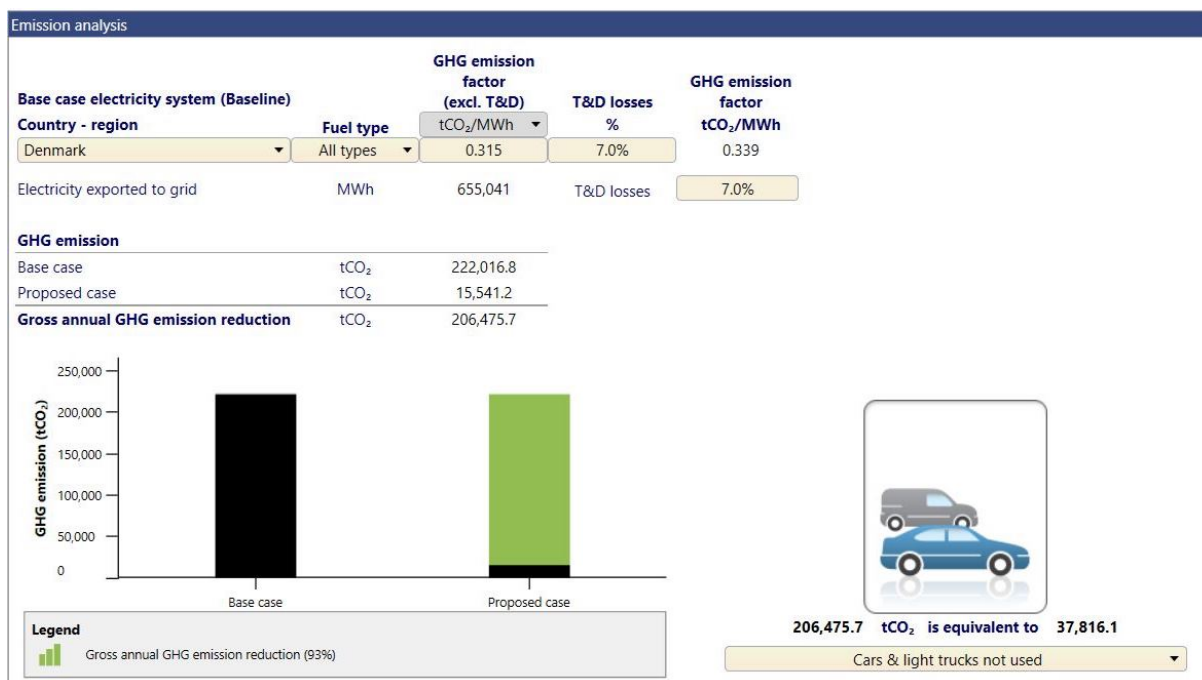 Emission analysis
GHG emission
factor
(excl. T&D)
GHG emission
factor
Base case electricity system (Baseline)
T&D losses
Country - region
Fuel type
tCO₂/MWh
%
tCO₂/MWh
Denmark
All types
0.315
7.0%
0.339
Electricity exported to grid
MWh
655,041
T&D losses
7.0%
GHG emission
Base case
tCO₂
222,016.8
Proposed case
tCO₂
15,541.2
Gross annual GHG emission reduction
tCO₂
206,475.7
GHG emission (tCO₂)
250,000
200,000
150,000
100,000
50,000
0
Base case
Proposed case
Legend
Gross annual GHG emission reduction (93%)
206,475.7 tCO₂ is equivalent to 37,816.1
Cars & light trucks not used